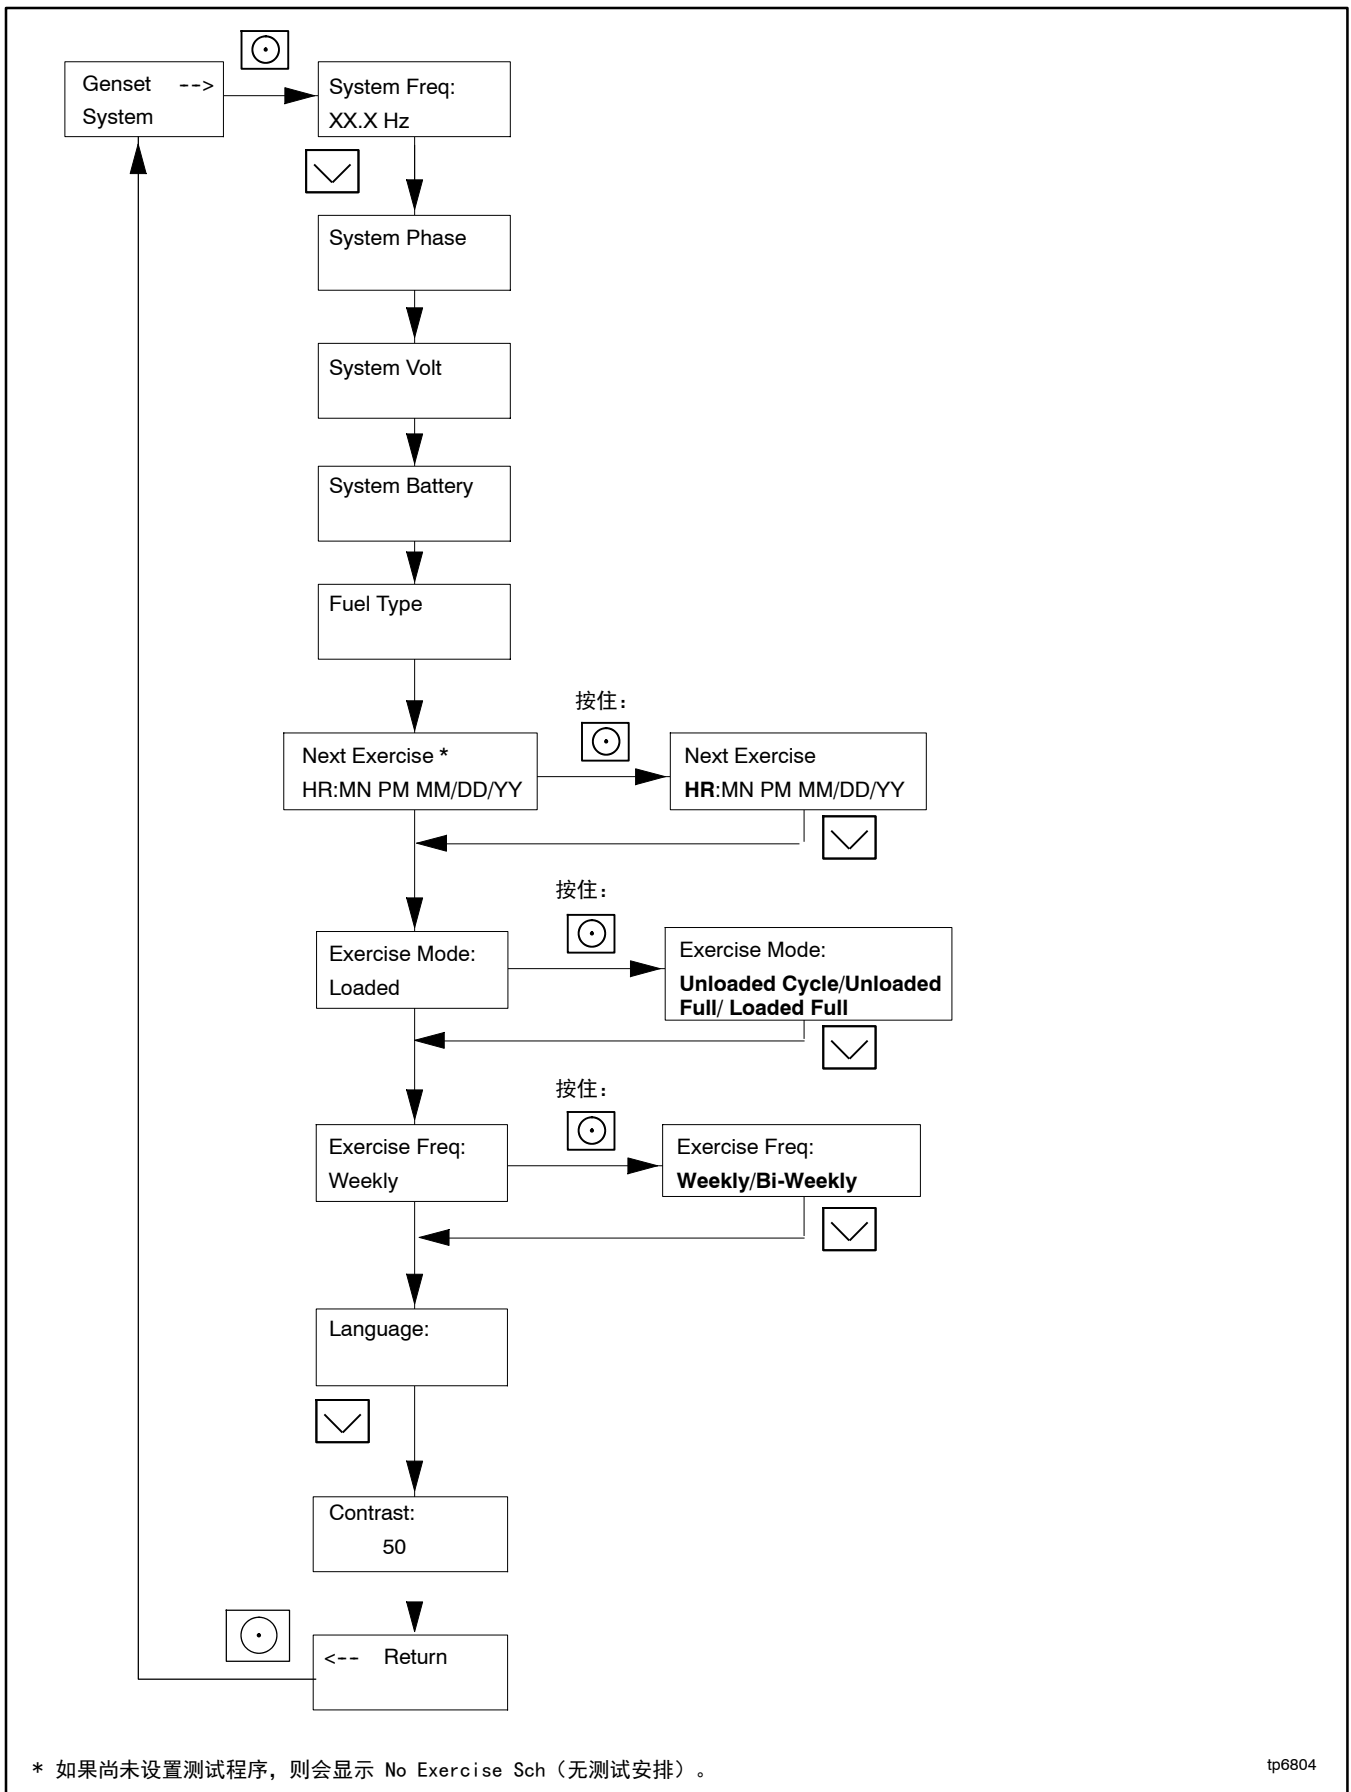 Genset -->
System
System Freq:
XX.X Hz
System Phase
System Volt
System Battery
Fuel Type
Next Exercise *
HR:MN PM MM/DD/YY
按住:
Next Exercise
HR:MN PM MM/DD/YY
Exercise Mode:
Loaded
按住:
Exercise Mode:
Unloaded Cycle/Unloaded
Full/ Loaded Full
Exercise Freq:
Weekly
按住:
Exercise Freq:
Weekly/Bi-Weekly
Language:
Contrast:
50
<-- Return
* 如果尚未设置测试程序，则会显示 No Exercise Sch（无测试安排）。
tp6804